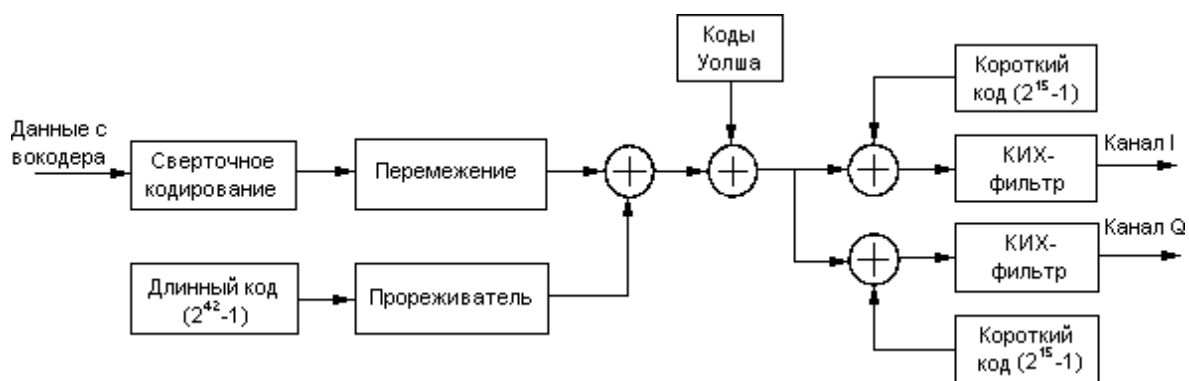 Коды
Уолша
Короткий
код (2¹⁵-1)
Данные с
вокодера
Сверточное
кодирование
Перемежение
КИХ-
фильтр
Канал I
Длинный код
(2⁴²-1)
Прореживатель
КИХ-
фильтр
Канал Q
Короткий
код (2¹⁵-1)